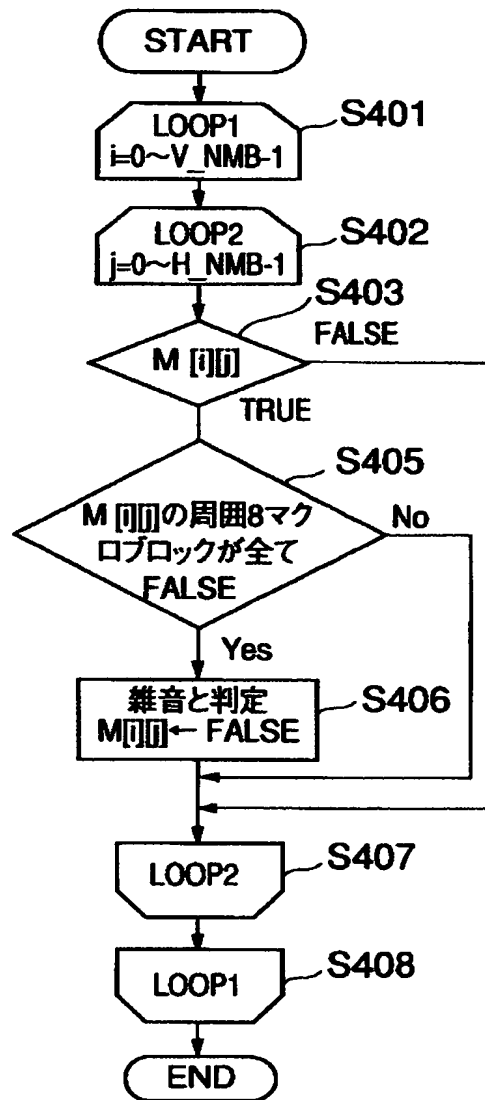 START
LOOP1
i=0~V_NMB-1
S401
LOOP2
j=0~H_NMB-1
S402
S403
M [i][j]
FALSE
TRUE
S405
M [i][j]の周囲8マク
ロブロックが全て
FALSE
No
Yes
雑音と判定
M[i][j]← FALSE
S406
LOOP2
S407
LOOP1
S408
END